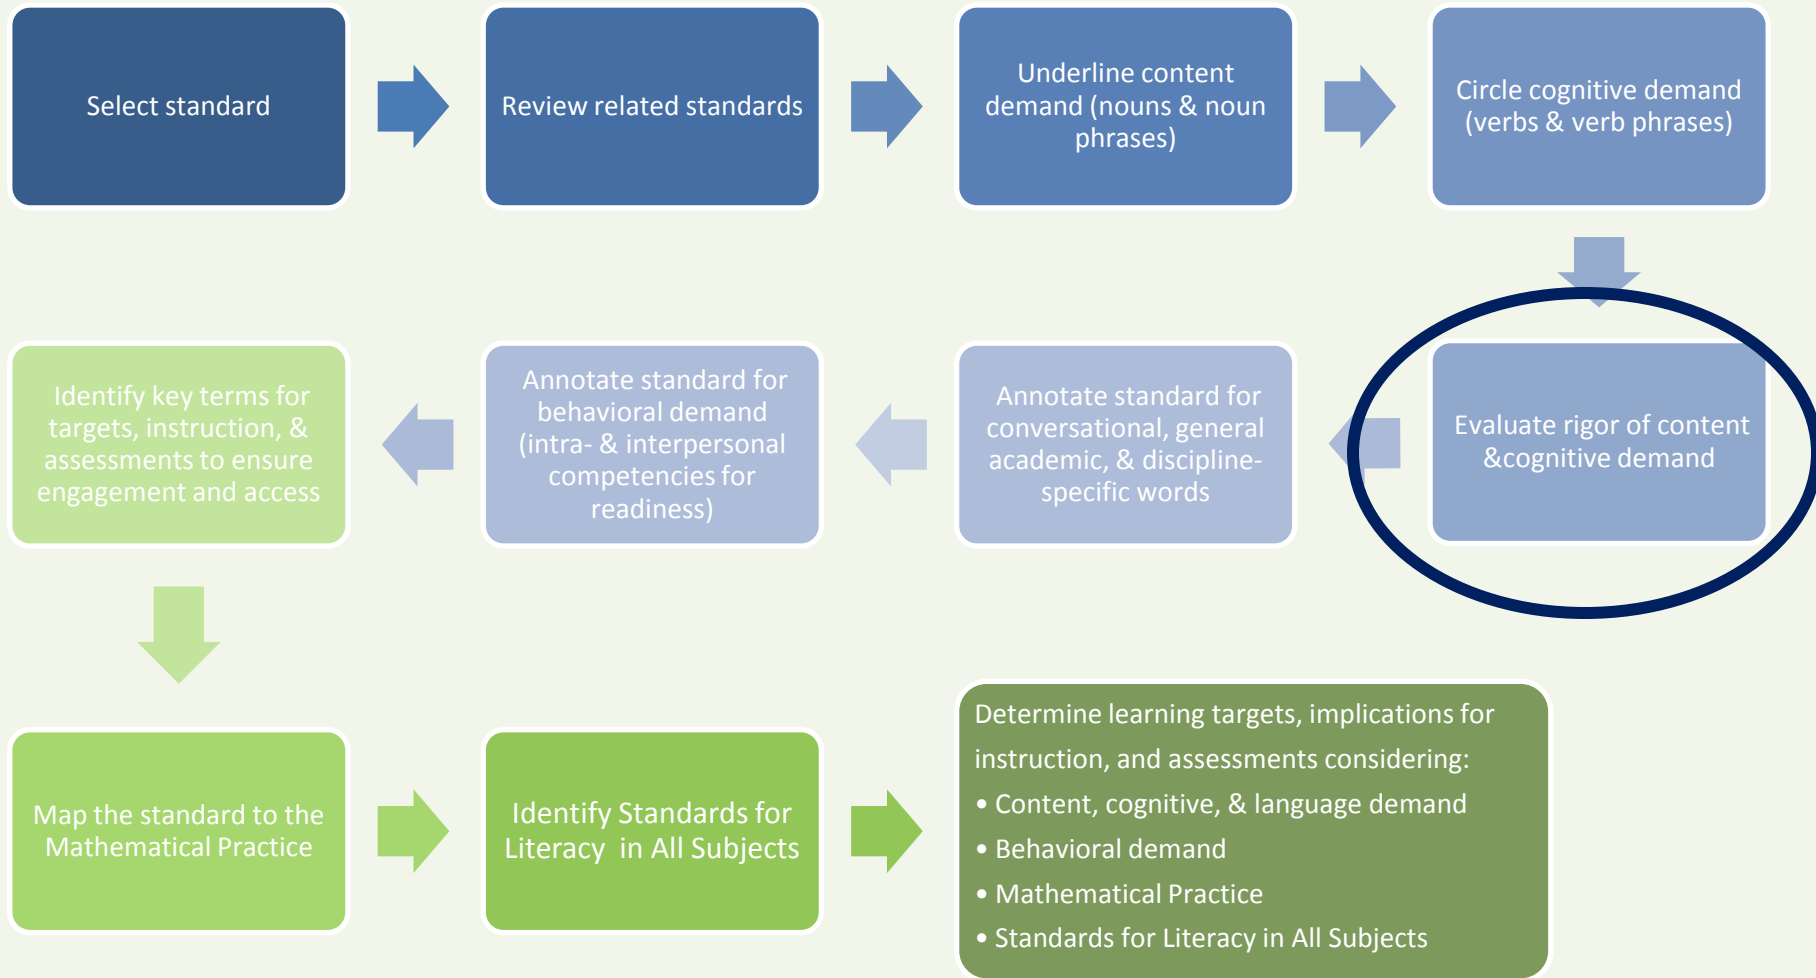 Select standard
Review related standards
Underline content
demand (nouns & noun
phrases)
Circle cognitive demand
(verbs & verb phrases)
Evaluate rigor of content
&cognitive demand
Annotate standard for
conversational, general
academic, & discipline-
specific words
Annotate standard for
behavioral demand
(intra- & interpersonal
competencies for
readiness)
Identify key terms for
targets, instruction, &
assessments to ensure
engagement and access
Map the standard to the
Mathematical Practice
Identify Standards for
Literacy in All Subjects
Determine learning targets, implications for
instruction, and assessments considering:
• Content, cognitive, & language demand
• Behavioral demand
• Mathematical Practice
• Standards for Literacy in All Subjects